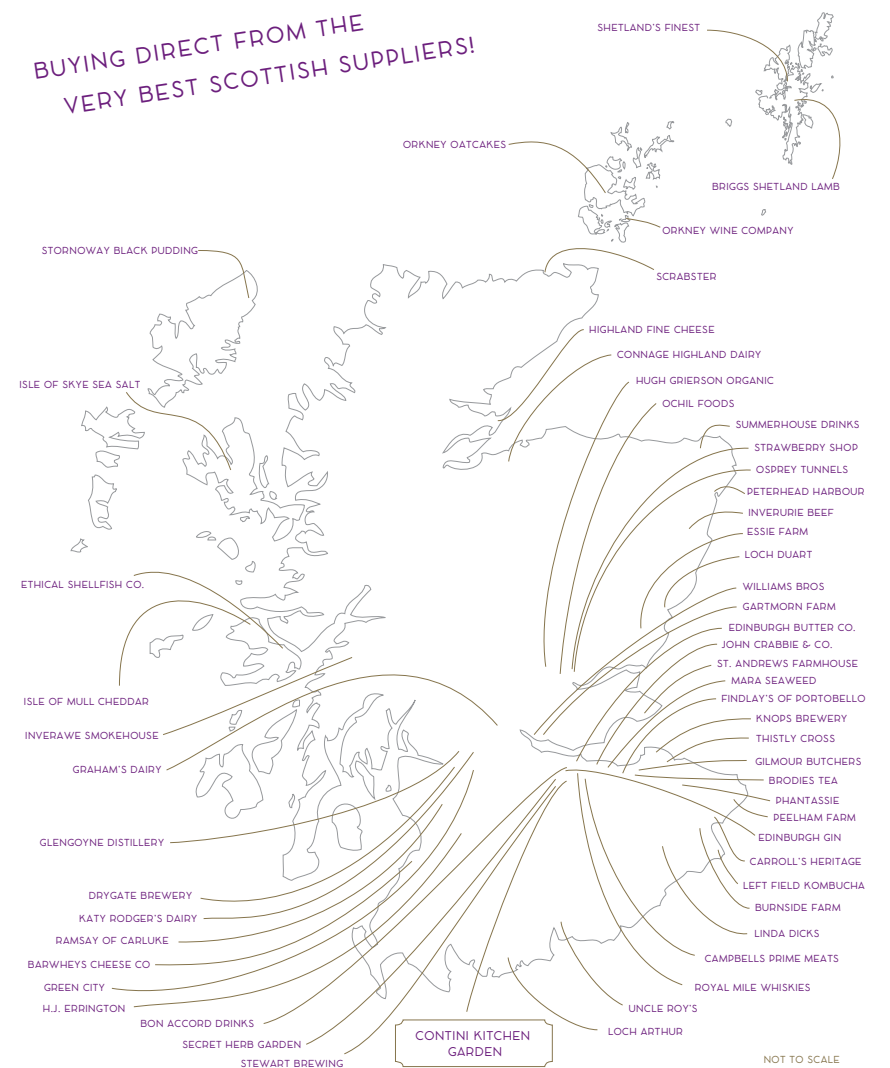 BUYING DIRECT FROM THE
VERY BEST SCOTTISH SUPPLIERS!
SHETLAND'S FINEST
ORKNEY OATCAKES
BRIGGS SHETLAND LAMB
ORKNEY WINE COMPANY
STORNOWAY BLACK PUDDING
SCRABSTER
HIGHLAND FINE CHEESE
CONNAGE HIGHLAND DAIRY
HUGH GRIERSON ORGANIC
ISLE OF SKYE SEA SALT
OCHIL FOODS
SUMMERHOUSE DRINKS
STRAWBERRY SHOP
OSPREY TUNNELS
PETERHEAD HARBOUR
INVERURIE BEEF
ESSIE FARM
LOCH DUART
ETHICAL SHELLFISH CO.
WILLIAMS BROS
GARTMORN FARM
EDINBURGH BUTTER CO.
JOHN CRABBIE & CO.
ST. ANDREWS FARMHOUSE
MARA SEAWEED
FINDLAY'S OF PORTOBELLO
ISLE OF MULL CHEDDAR
KNOPS BREWERY
INVERAWE SMOKEHOUSE
THISTLY CROSS
GILMOUR BUTCHERS
GRAHAM'S DAIRY
BRODIES TEA
PHANTASSIE
PEELHAM FARM
EDINBURGH GIN
GLENGOYNE DISTILLERY
CARROLL'S HERITAGE
LEFT FIELD KOMBUCHA
DRYGATE BREWERY
BURNSIDE FARM
KATY RODGER'S DAIRY
LINDA DICKS
RAMSAY OF CARLUKE
CAMPBELLS PRIME MEATS
BARWHEYS CHEESE CO
GREEN CITY
ROYAL MILE WHISKIES
H.J. ERRINGTON
UNCLE ROY'S
BON ACCORD DRINKS
LOCH ARTHUR
SECRET HERB GARDEN
STEWART BREWING
CONTINI KITCHEN
GARDEN
NOT TO SCALE